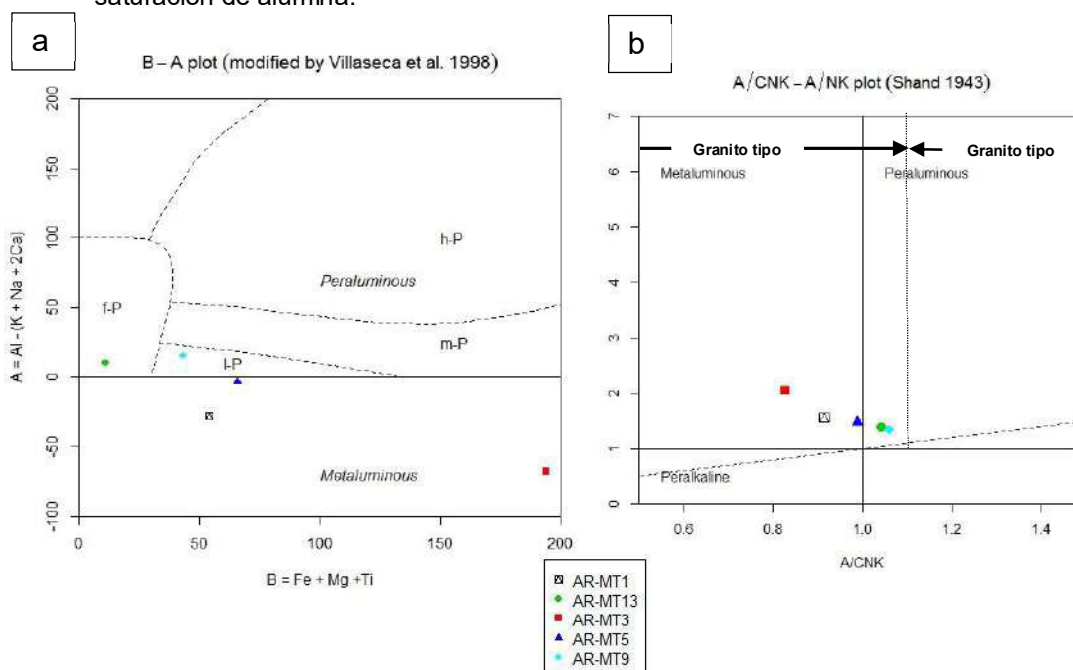 saturación de alúmina.
a
B – A plot (modified by Villaseca et al. 1998)
A = Al - (K + Na + 2Ca)
200
150
100
50
0
-50
-100
h-P
Peraluminous
f-P
m-P
l-P
Metaluminous
0
50
100
150
200
B = Fe + Mg +Ti
b
A/CNK – A/NK plot (Shand 1943)
7
6
5
4
3
2
1
0
Granito tipo
Granito tipo
Metaluminous
Peraluminous
Peralkaline
0.6
0.8
1.0
1.2
1.4
A/CNK
AR-MT1
AR-MT13
AR-MT3
AR-MT5
AR-MT9